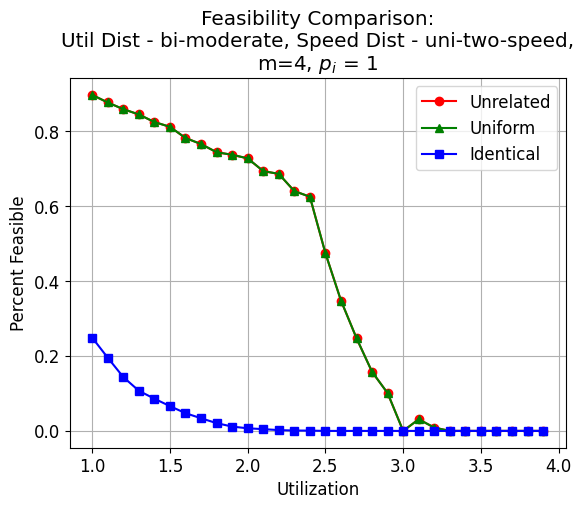 Feasibility Comparison:
Util Dist - bi-moderate, Speed Dist - uni-two-speed,
m=4, $p_i$ = 1
Unrelated
Uniform
Identical
Percent Feasible
0.8
0.6
0.4
0.2
0.0
1.0 1.5 2.0 2.5 3.0 3.5 4.0
Utilization